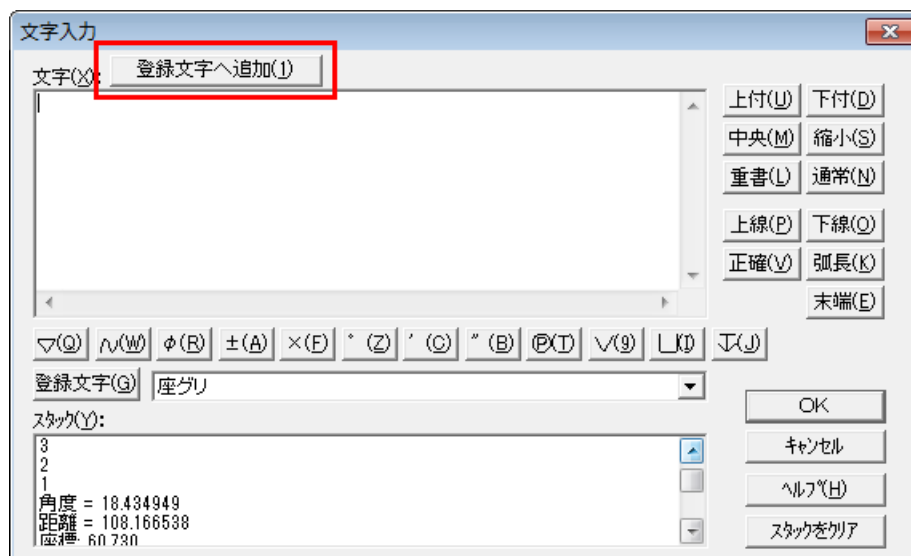 文字入力
文字(X): 登録文字へ追加(1)
上付(U) 下付(D)
中央(M) 縮小(S)
重書(L) 通常(N)
上線(P) 下線(O)
正確(V) 弧長(K)
末端(E)
▽(Q) ∿(W) φ(R) ±(A) ×(F) °(Z) ′(C) ″(B) Ⓟ(T) ∨(9) ⎵(I) (J)
登録文字(G) 座グリ
スタック(Y):
3
2
1
角度 = 18.434949
距離 = 108.166538
座標: 60.730
OK
キャンセル
ヘルプ(H)
スタックをクリア